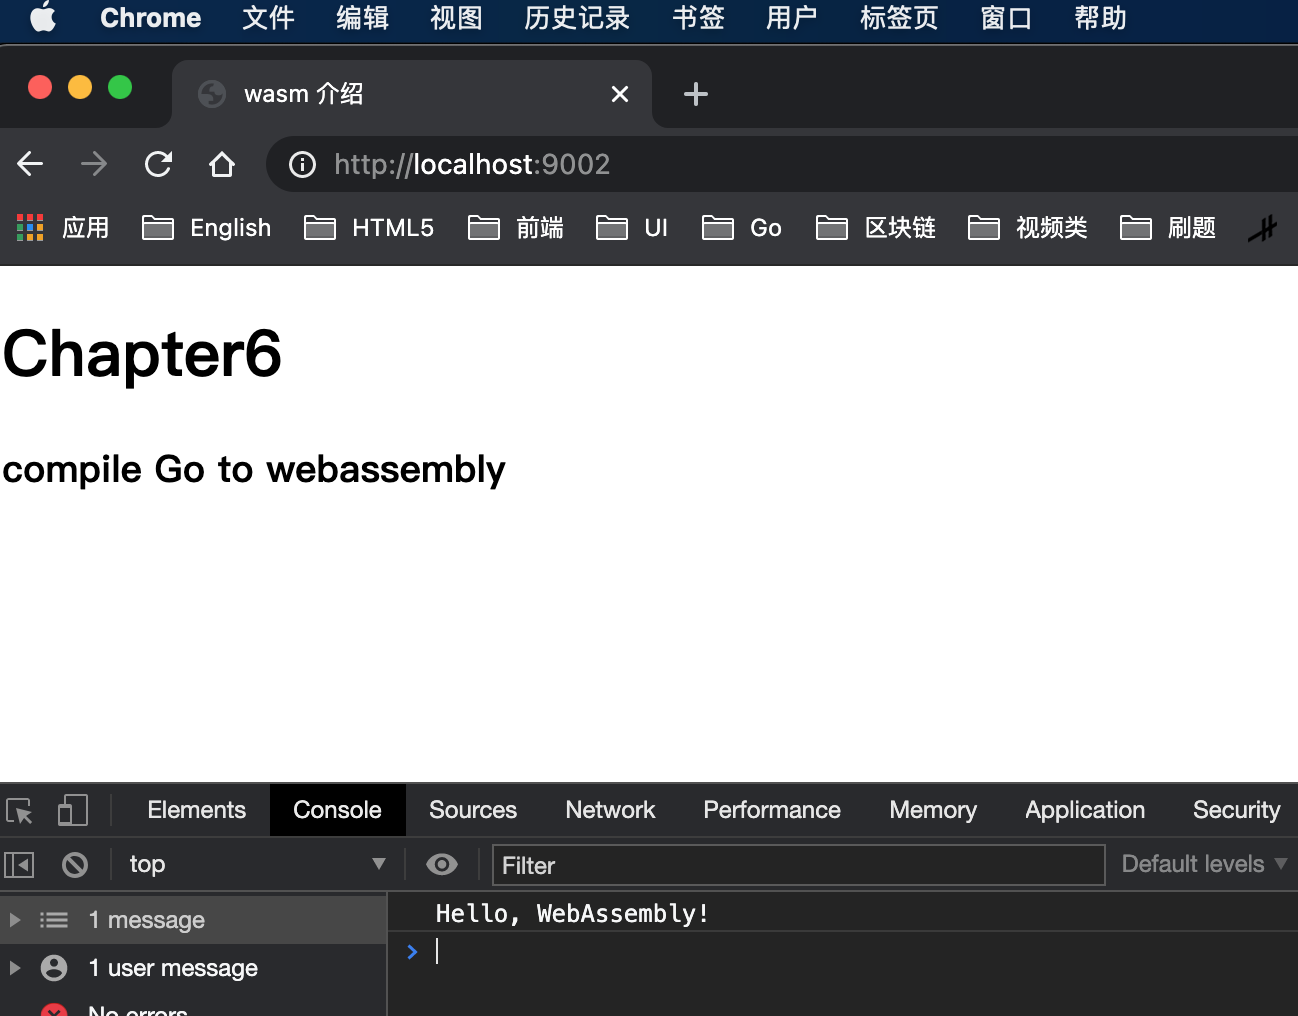 Chrome 文件 编辑 视图 历史记录 书签 用户 标签页 窗口 帮助
wasm 介绍
http://localhost:9002
应用 English HTML5 前端 UI Go 区块链 视频类 刷题
Chapter6
compile Go to webassembly
Elements Console Sources Network Performance Memory Application Security
top Filter Default levels
1 message
Hello, WebAssembly!
1 user message
No errors